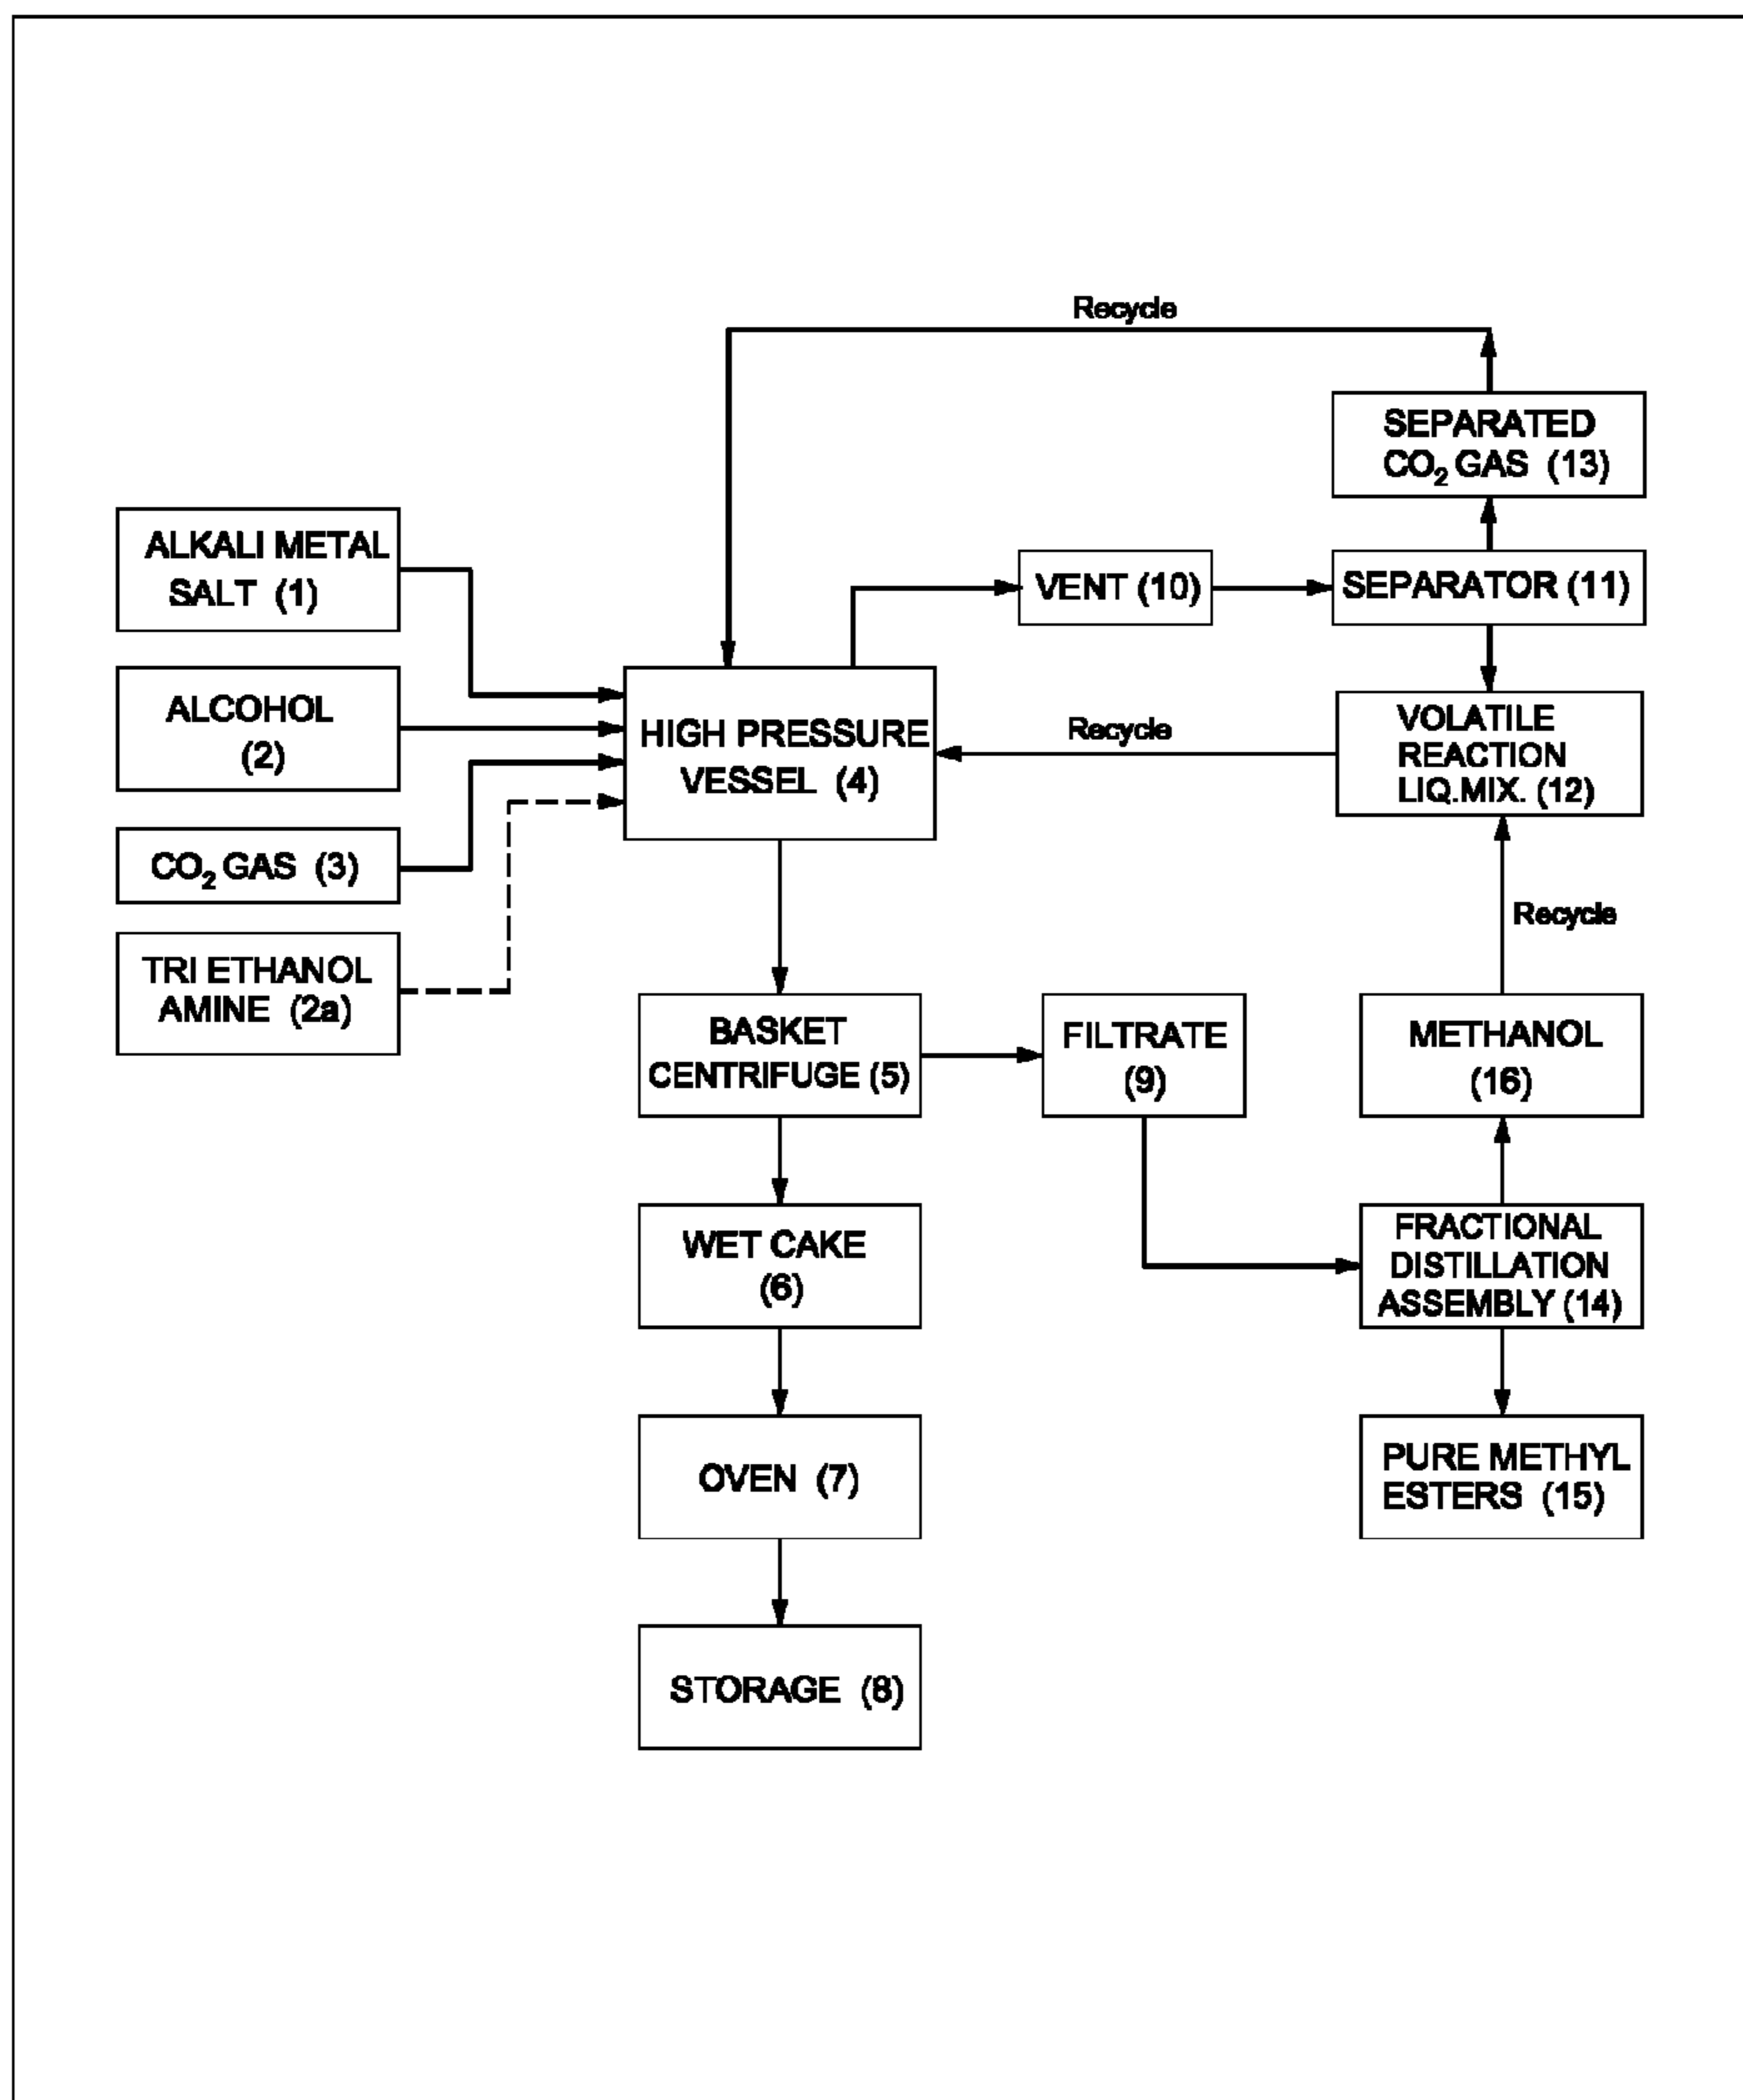 Recycle
SEPARATED
CO₂ GAS (13)
ALKALI METAL
SALT (1)
VENT (10)
SEPARATOR (11)
ALCOHOL
(2)
HIGH PRESSURE
VESSEL (4)
Recycle
VOLATILE
REACTION
LIQ.MIX. (12)
CO₂ GAS (3)
Recycle
TRI ETHANOL
AMINE (2a)
BASKET
CENTRIFUGE (5)
FILTRATE
(9)
METHANOL
(16)
WET CAKE
(6)
FRACTIONAL
DISTILLATION
ASSEMBLY (14)
OVEN (7)
PURE METHYL
ESTERS (15)
STORAGE (8)